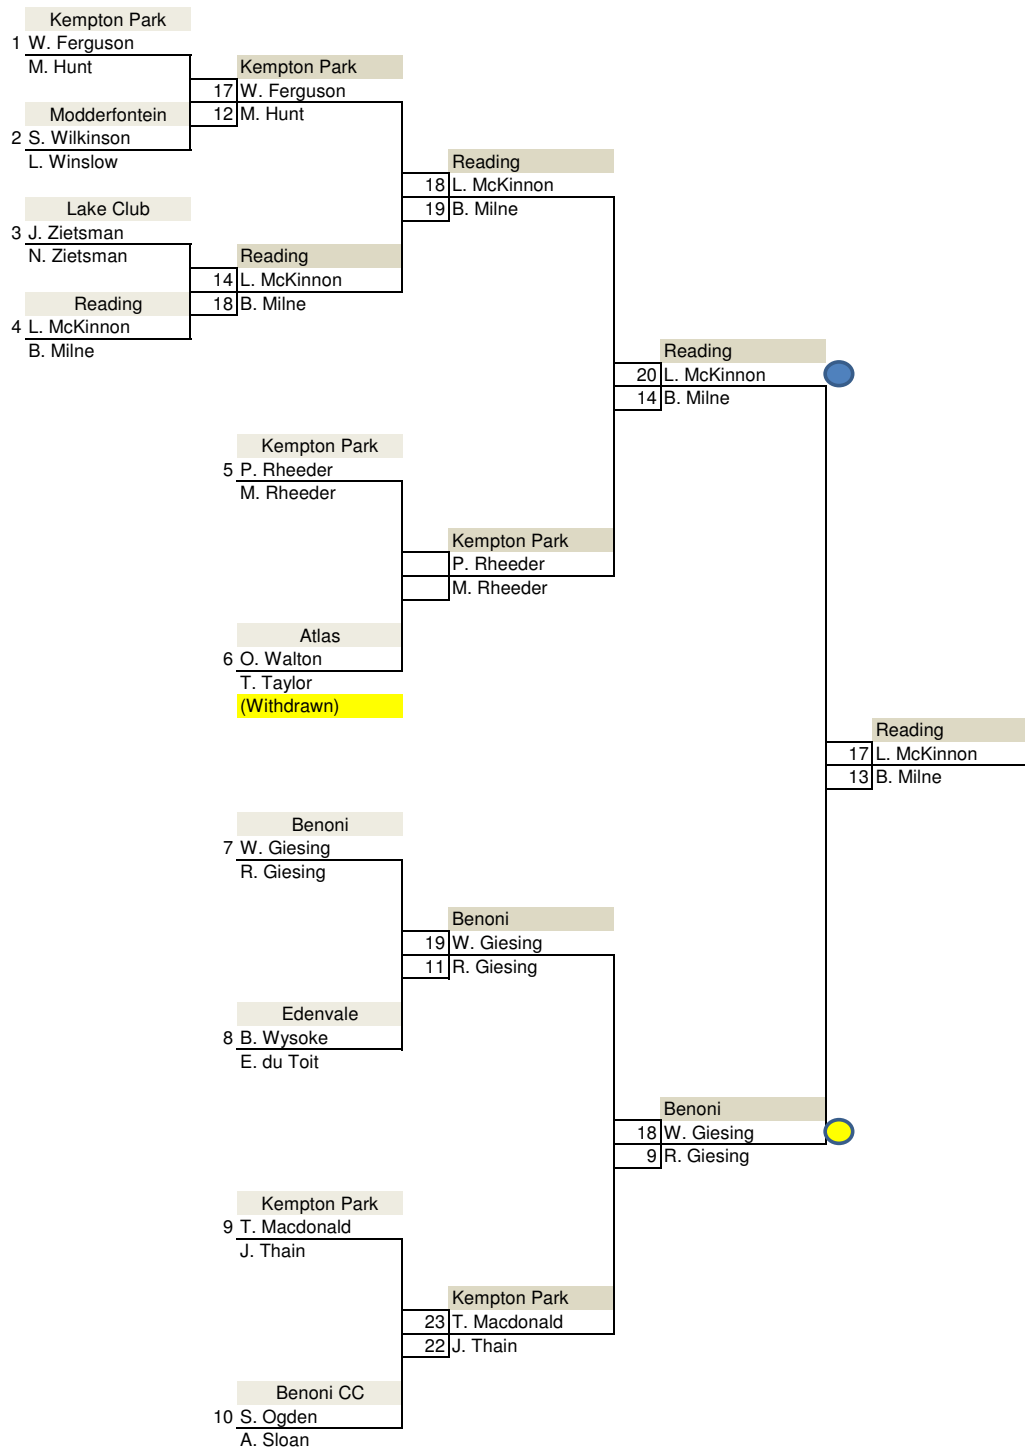 Kempton Park
1 W. Ferguson
M. Hunt
Kempton Park
17 W. Ferguson
12 M. Hunt
Modderfontein
2 S. Wilkinson
L. Winslow
Reading
18 L. McKinnon
19 B. Milne
Lake Club
3 J. Zietsman
N. Zietsman
Reading
14 L. McKinnon
18 B. Milne
Reading
4 L. McKinnon
B. Milne
Reading
20 L. McKinnon
14 B. Milne
Kempton Park
5 P. Rheeder
M. Rheeder
Kempton Park
P. Rheeder
M. Rheeder
Atlas
6 O. Walton
T. Taylor
(Withdrawn)
Reading
17 L. McKinnon
13 B. Milne
Benoni
7 W. Giesing
R. Giesing
Benoni
19 W. Giesing
11 R. Giesing
Edenvale
8 B. Wysoke
E. du Toit
Benoni
18 W. Giesing
9 R. Giesing
Kempton Park
9 T. Macdonald
J. Thain
Kempton Park
23 T. Macdonald
22 J. Thain
Benoni CC
10 S. Ogden
A. Sloan